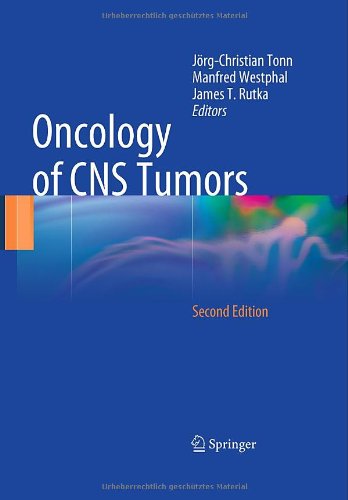 Urheberrechtlich geschütztes Material
Jörg-Christian Tonn
Manfred Westphal
James T. Rutka
Editors
Oncology
of CNS Tumors
Second Edition
Springer
Urheberrechtlich geschütztes Material